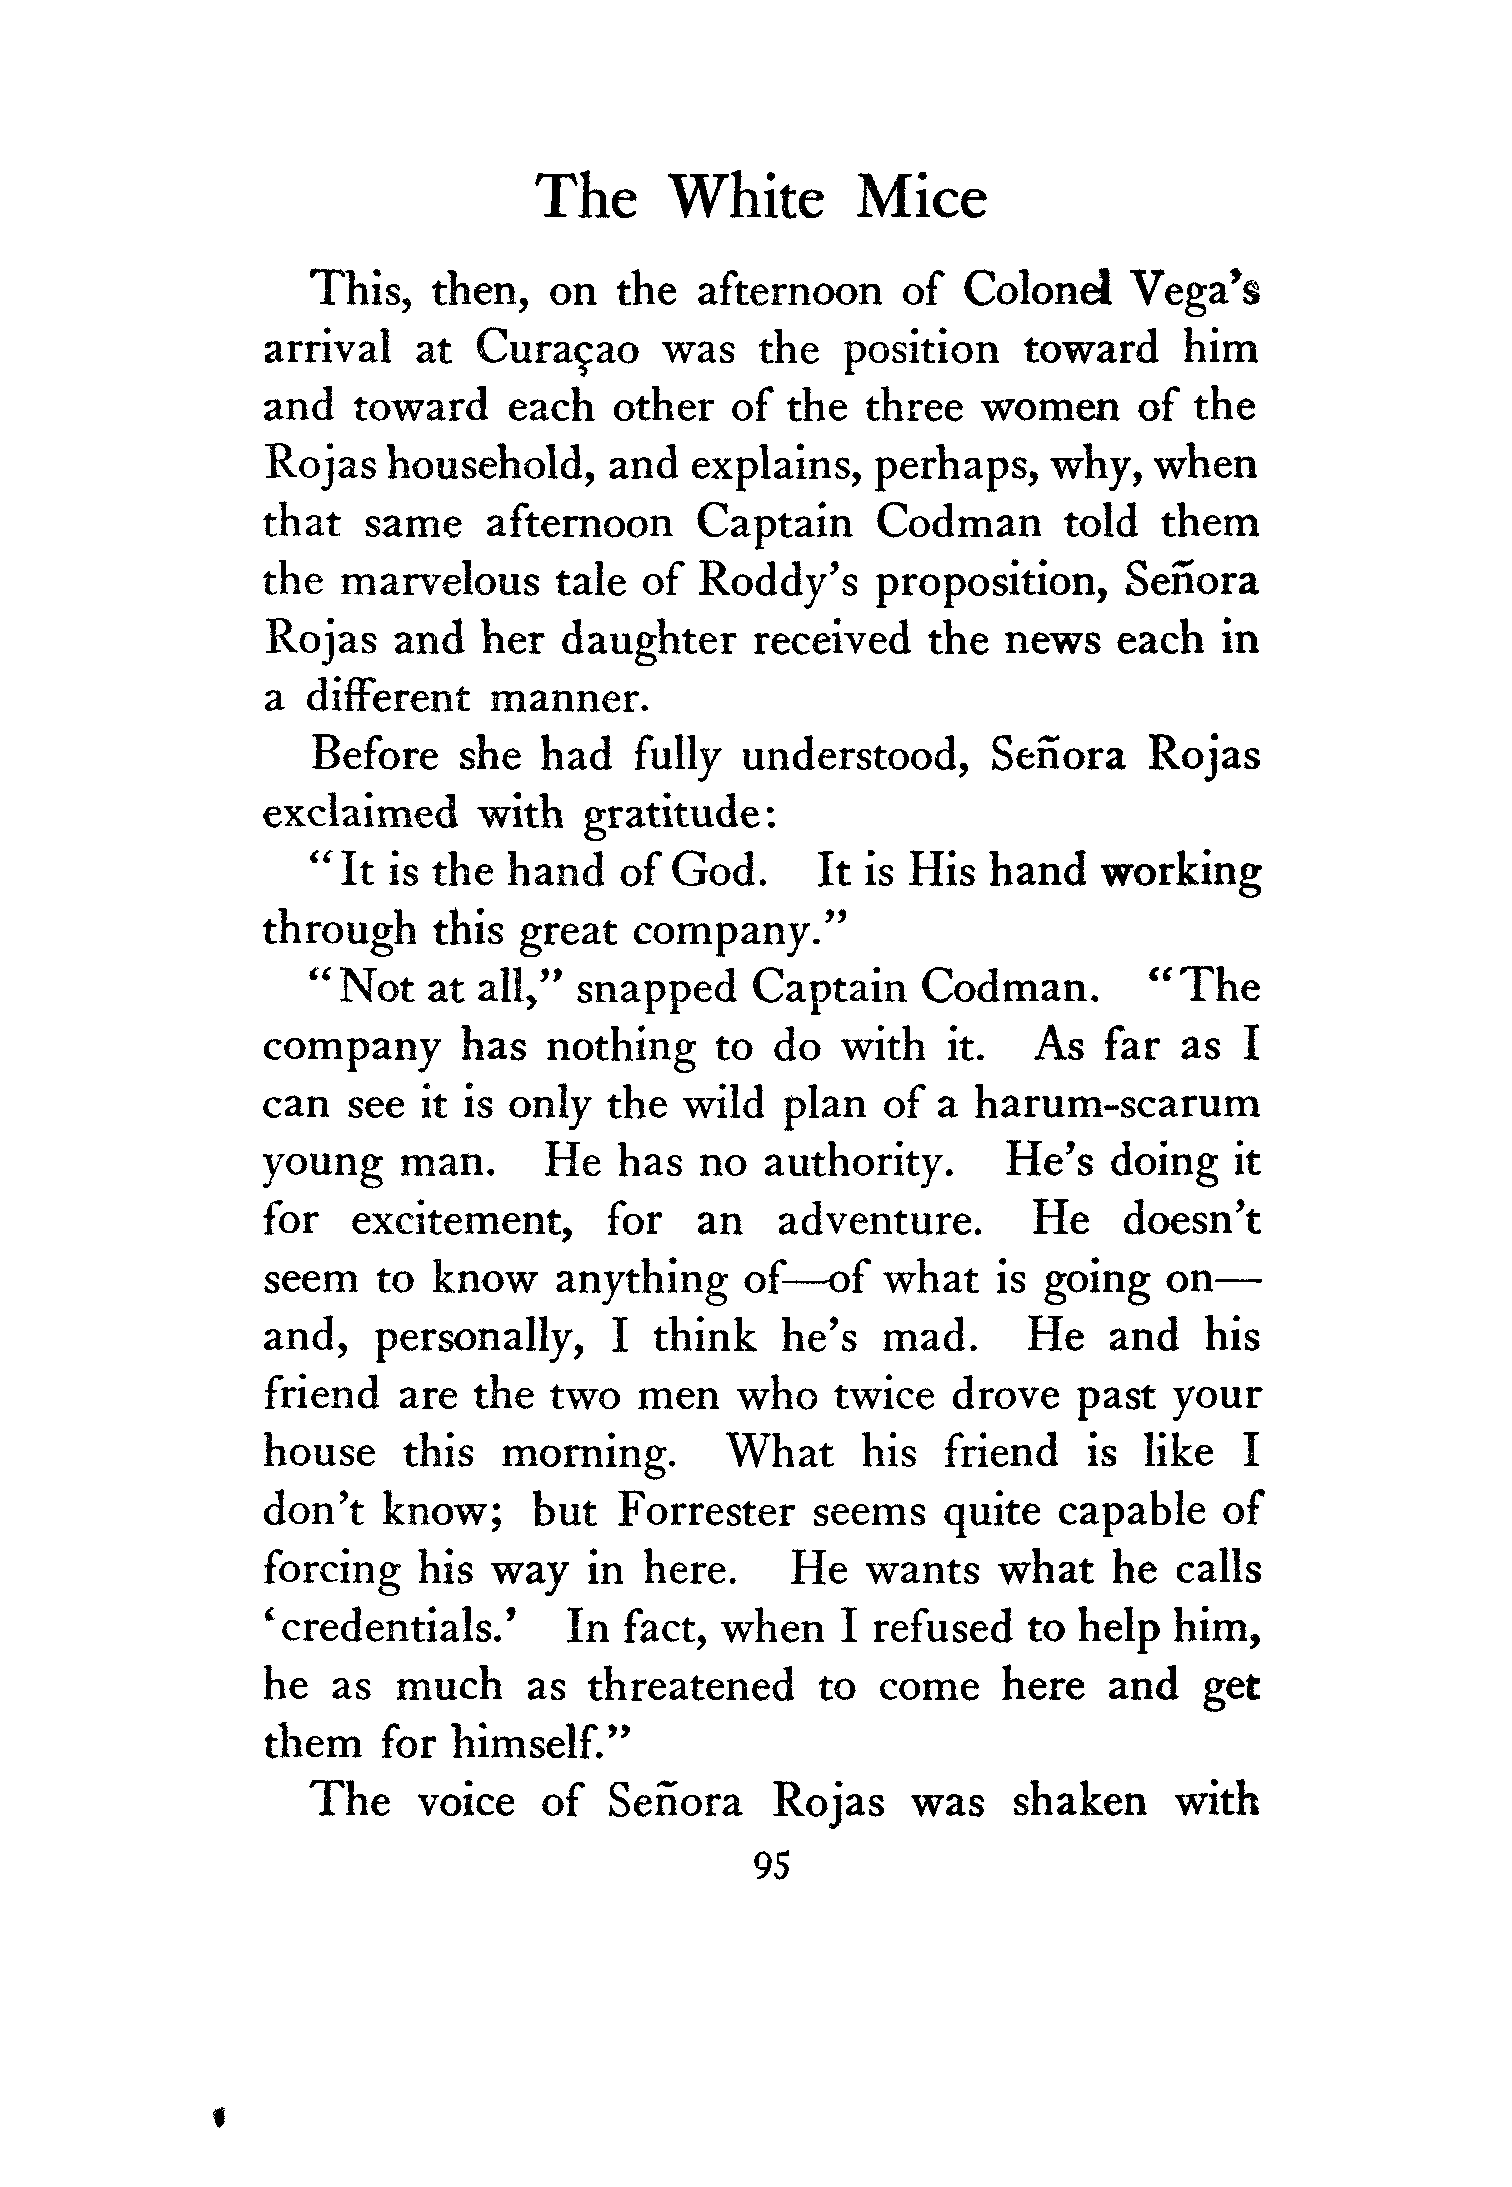 The White Mice
This, then, on the afternoon of Colonel Vega's
arrival at Curaçao was the position toward him
and toward each other of the three women of the
Rojas household, and explains, perhaps, why, when
that same afternoon Captain Codman told them
the marvelous tale of Roddy's proposition, Señora
Rojas and her daughter received the news each in
a different manner.
Before she had fully understood, Señora Rojas
exclaimed with gratitude:
"It is the hand of God. It is His hand working
through this great company."
"Not at all," snapped Captain Codman. "The
company has nothing to do with it. As far as I
can see it is only the wild plan of a harum-scarum
young man. He has no authority. He's doing it
for excitement, for an adventure. He doesn't
seem to know anything of—of what is going on—
and, personally, I think he's mad. He and his
friend are the two men who twice drove past your
house this morning. What his friend is like I
don't know; but Forrester seems quite capable of
forcing his way in here. He wants what he calls
'credentials.' In fact, when I refused to help him,
he as much as threatened to come here and get
them for himself."
The voice of Señora Rojas was shaken with
95